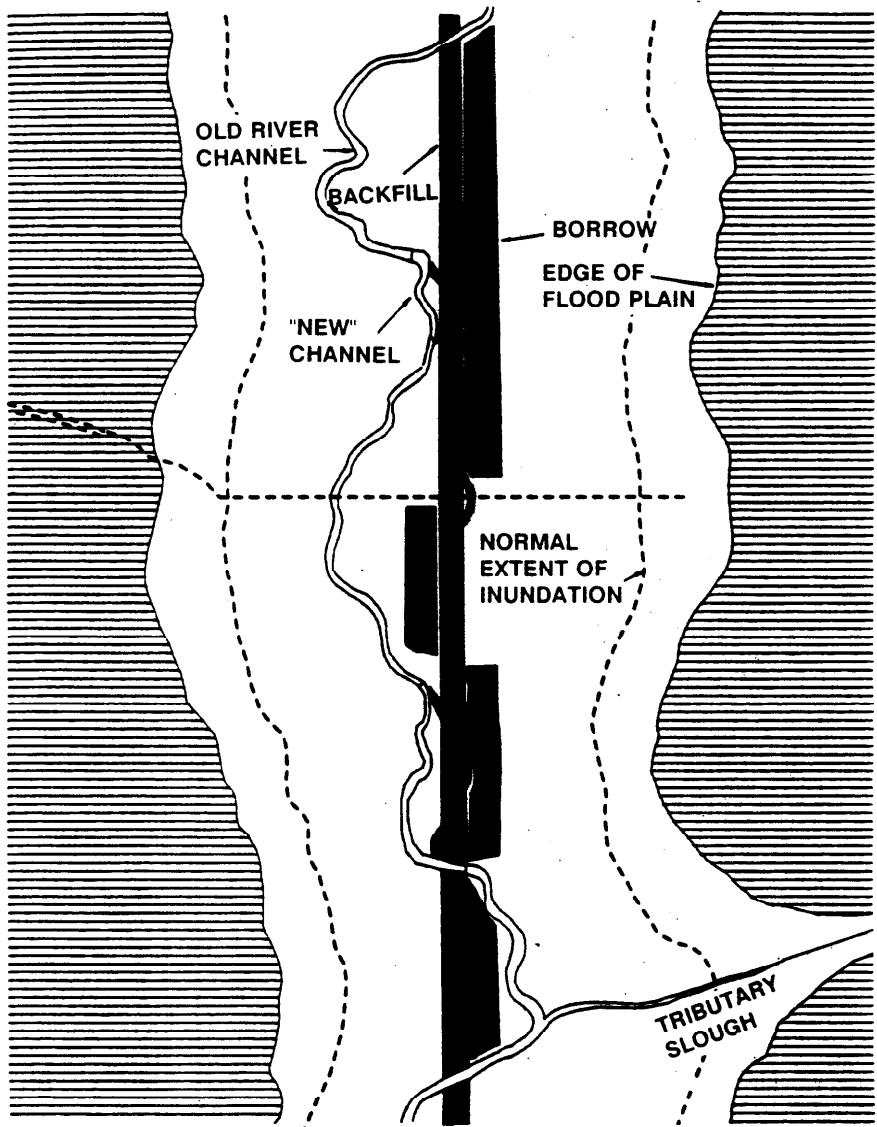 OLD RIVER
CHANNEL
BACKFILL
BORROW
EDGE OF
FLOOD PLAIN
"NEW"
CHANNEL
NORMAL
EXTENT OF
INUNDATION
TRIBUTARY
SLOUGH